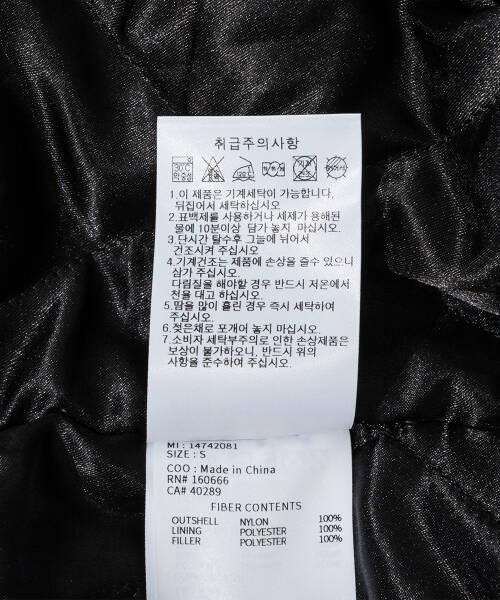 취급주의사항
30℃
약중성
1.이 제품은 기계세탁이 가능합니다,
뒤집어서 세탁하십시오
2.표백제를 사용하거나 세제가 용해된
물에 10분이상 담가 놓지 마십시오.
3.단시간 탈수후 그늘에 뉘어서
건조시켜 주십시오
4.기계건조는 제품에 손상을 줄수 있으니
삼가 주십시오.
다림질을 해야할 경우 반드시 저온에서
천을 대고 하십시오.
5.땀을 많이 흘린 경우 즉시 세탁하여
주십시오,
6.젖은채로 포개어 놓지 마십시오.
7.소비자 세탁부주의로 인한 손상제품은
보상이 불가하오니, 반드시 위의
사항을 준수하여 주십시오.
MI: 14742081
SIZE: S
COO: Made in China
RN# 160666
CA# 40289
FIBER CONTENTS
OUTSHELL NYLON 100%
LINING POLYESTER 100%
FILLER POLYESTER 100%